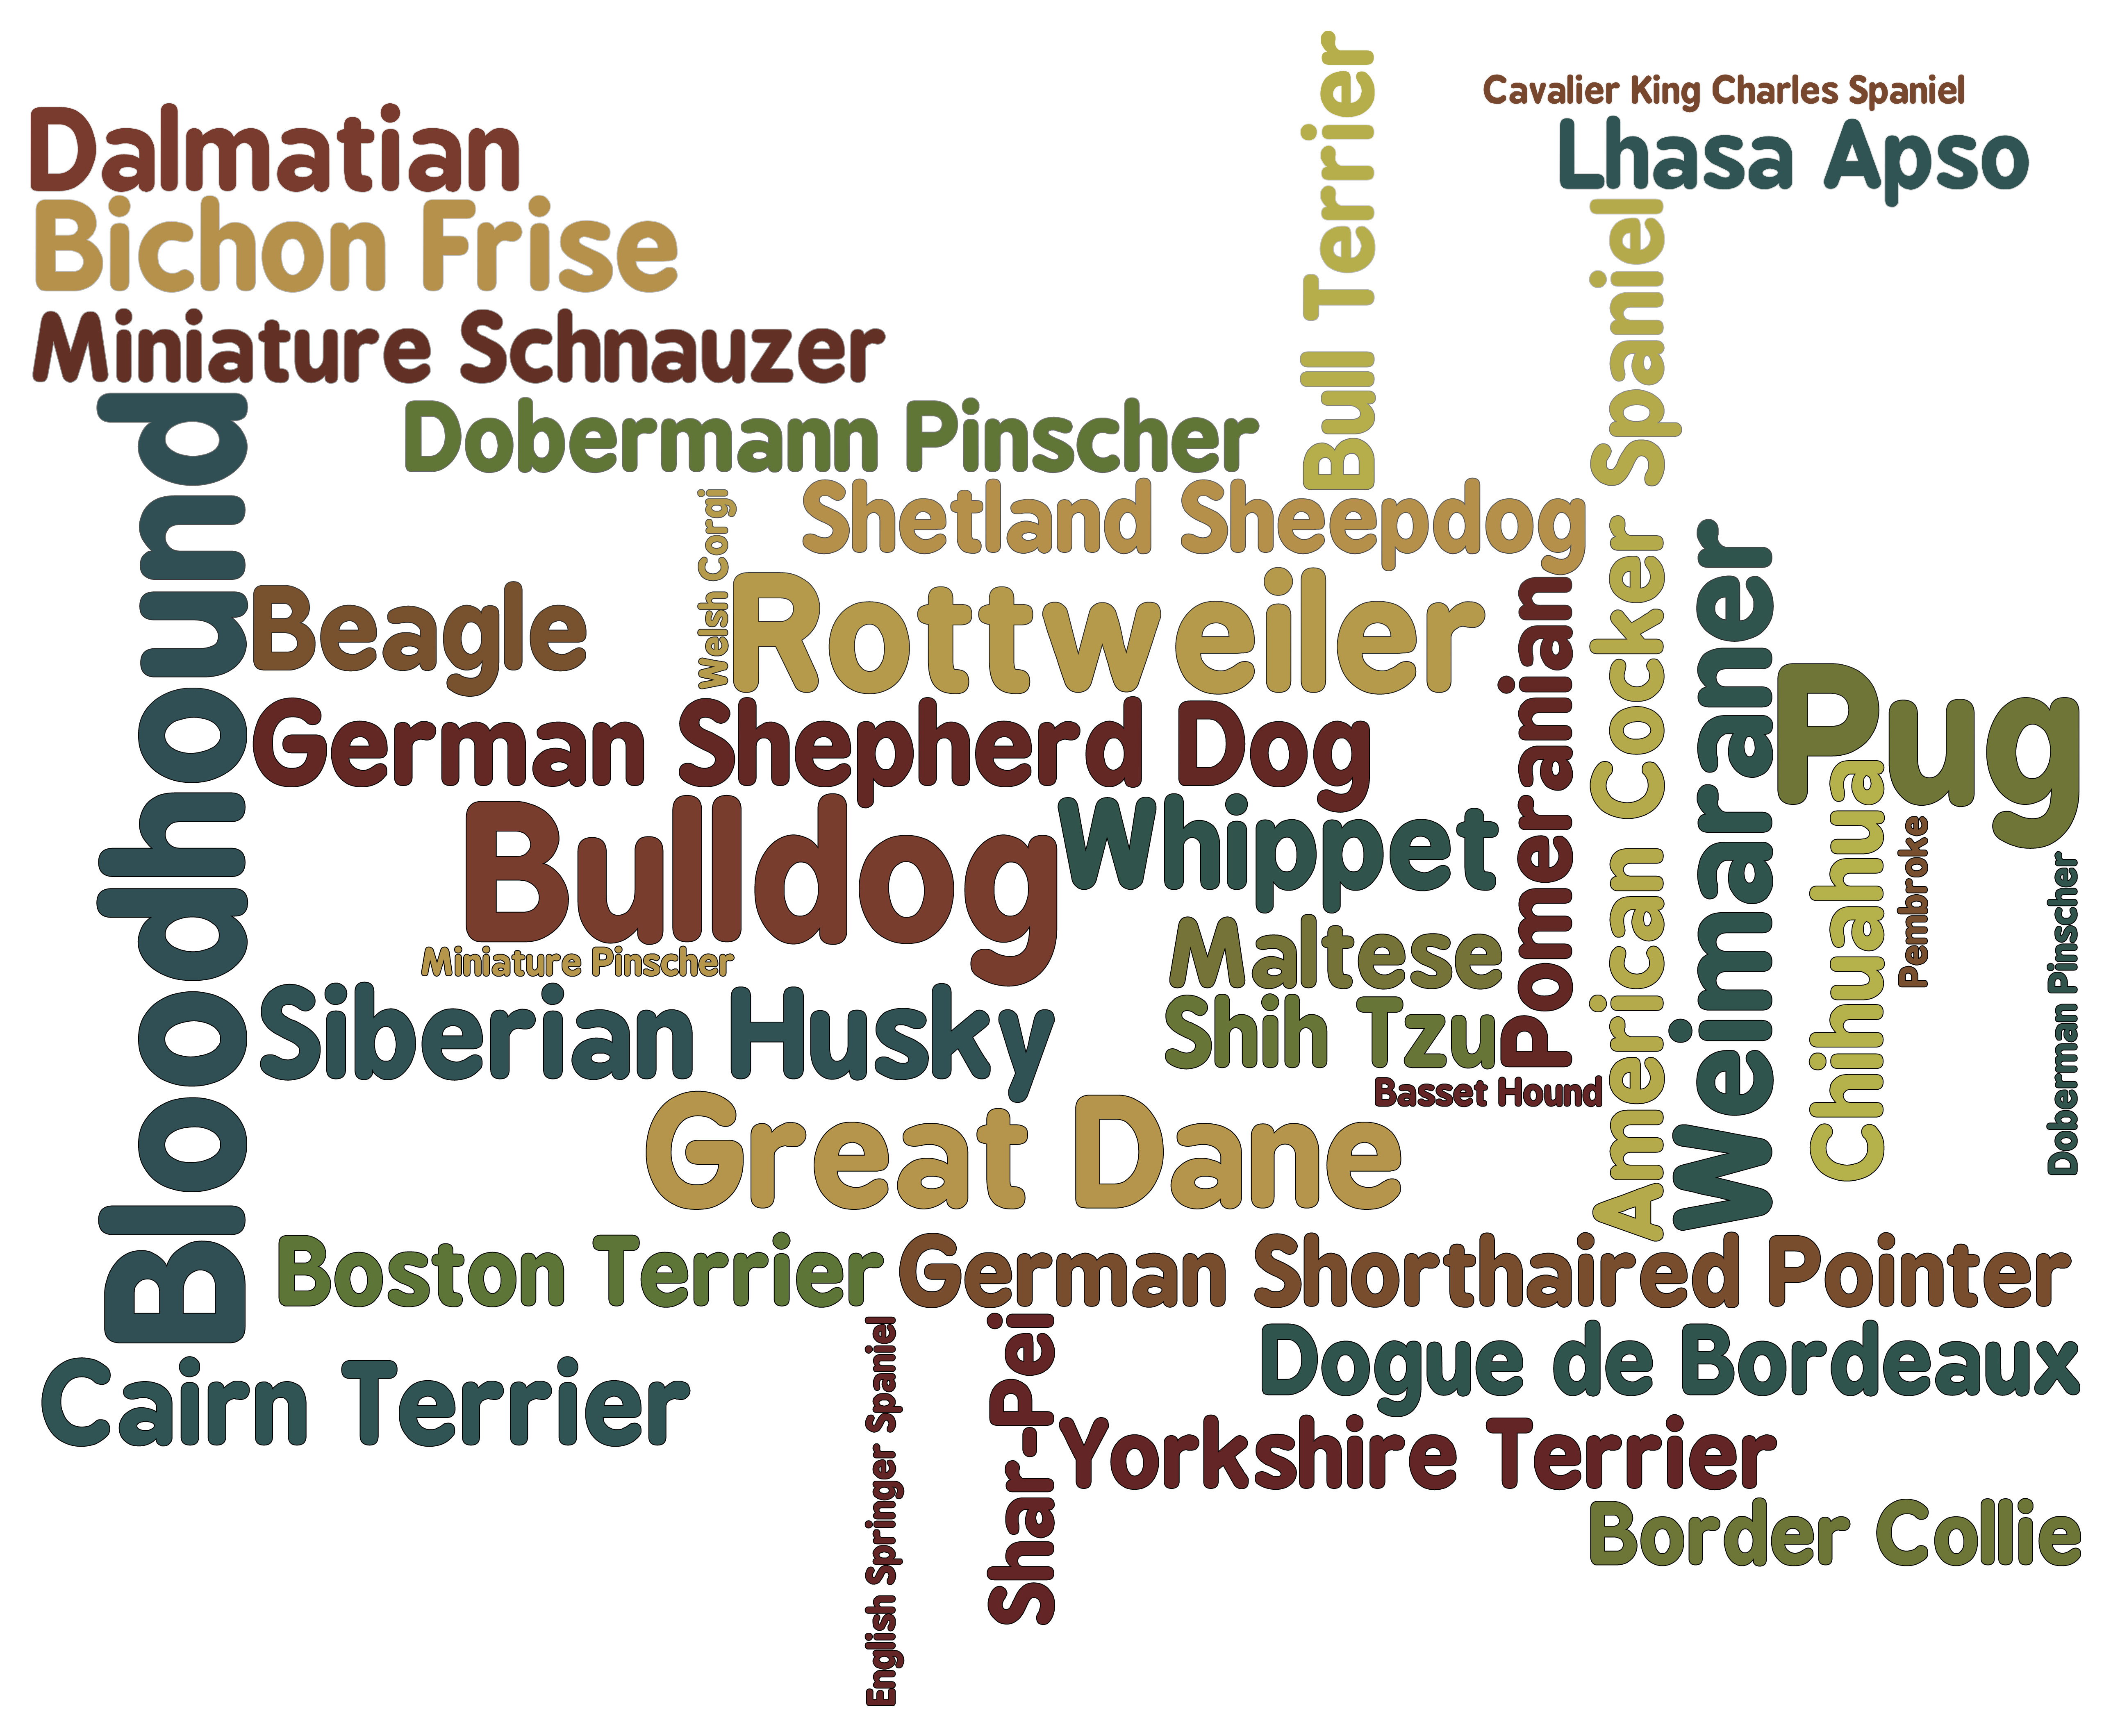 Cavalier King Charles Spaniel
Bull Terrier
Dalmatian
Lhasa Apso
Bichon Frise
Miniature Schnauzer
American Cocker Spaniel
Bloodhound
Dobermann Pinscher
Shetland Sheepdog
Welsh Corgi
Beagle
Rottweiler
Pomeranian
Weimaraner
Pug
German Shepherd Dog
Bulldog
Whippet
Chihuahua
Pembroke
Doberman Pinscher
Maltese
Miniature Pinscher
Siberian Husky
Shih Tzu
Basset Hound
Great Dane
Boston Terrier
German Shorthaired Pointer
English Springer Spaniel
Shar-Pei
Dogue de Bordeaux
Cairn Terrier
Yorkshire Terrier
Border Collie